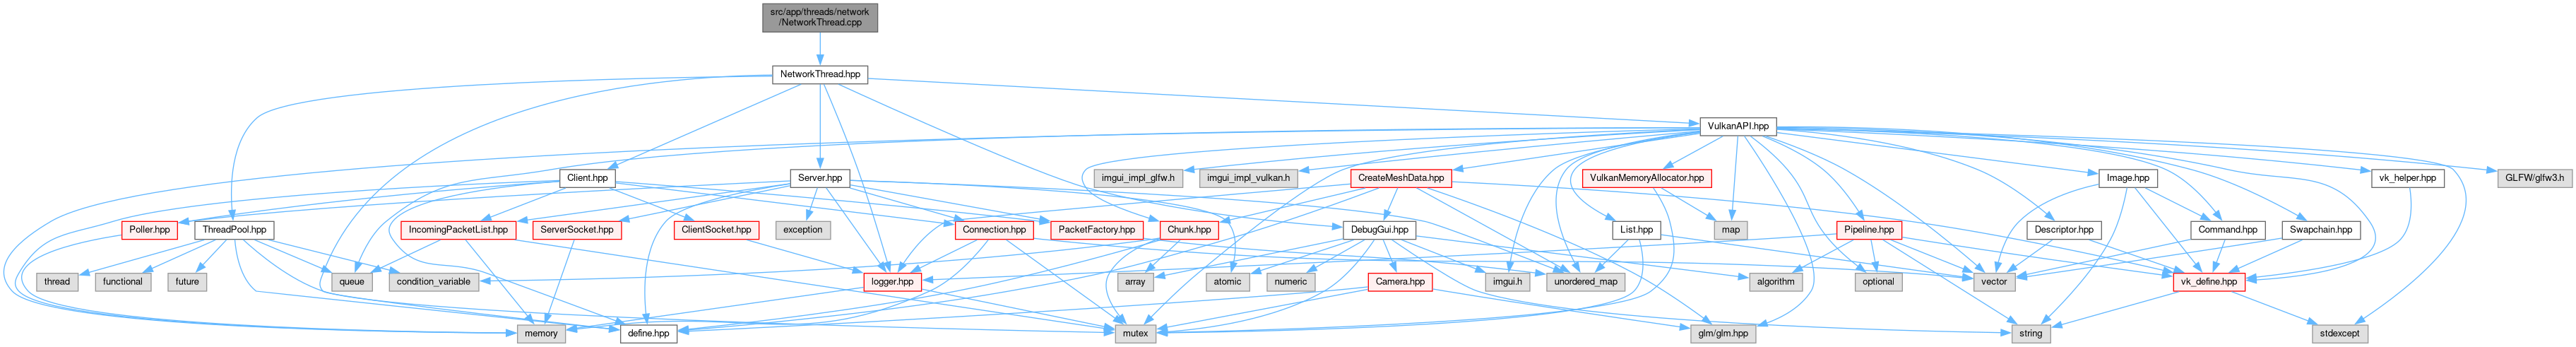 src/app/threads/network
/NetworkThread.cpp
NetworkThread.hpp
VulkanAPI.hpp
Client.hpp
Server.hpp
imgui_impl_glfw.h
imgui_impl_vulkan.h
CreateMeshData.hpp
VulkanMemoryAllocator.hpp
Image.hpp
vk_helper.hpp
GLFW/glfw3.h
Poller.hpp
ThreadPool.hpp
IncomingPacketList.hpp
ServerSocket.hpp
ClientSocket.hpp
exception
Connection.hpp
PacketFactory.hpp
Chunk.hpp
DebugGui.hpp
List.hpp
map
Pipeline.hpp
Descriptor.hpp
Command.hpp
Swapchain.hpp
thread
functional
future
queue
condition_variable
logger.hpp
array
atomic
numeric
Camera.hpp
imgui.h
unordered_map
algorithm
optional
vector
vk_define.hpp
memory
define.hpp
mutex
glm/glm.hpp
string
stdexcept